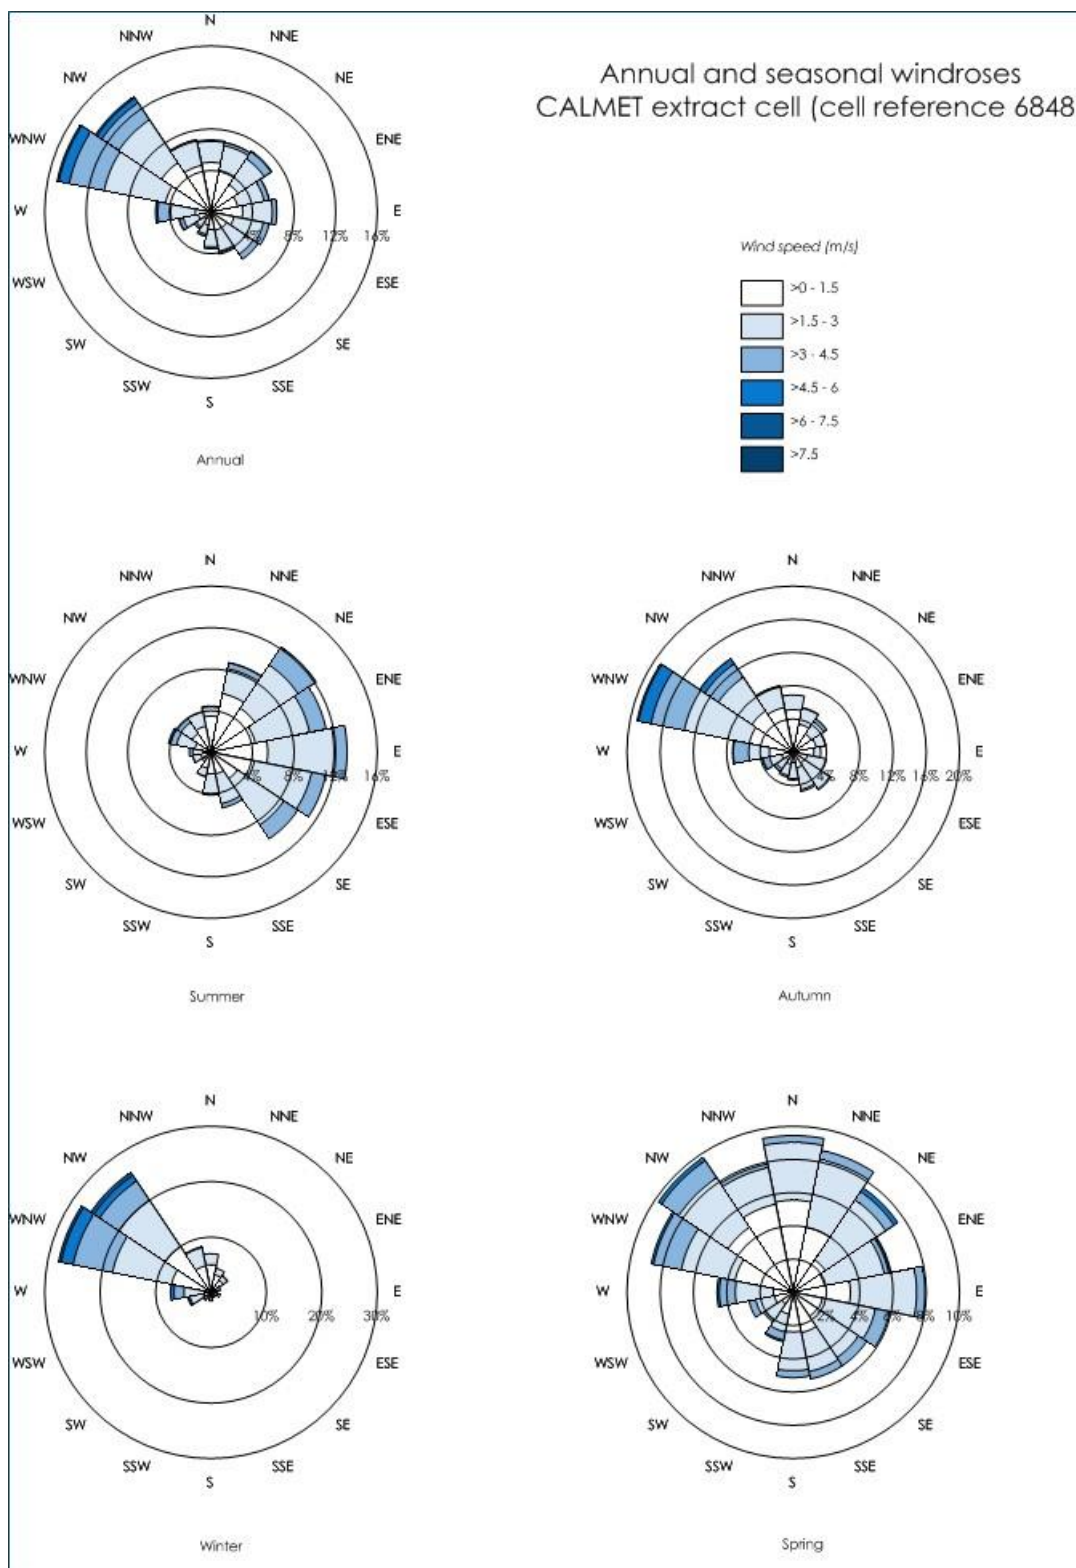 Annual and seasonal windroses
CALMET extract cell (cell reference 6848
N
NNW
NNE
NW
NE
WNW
ENE
W
E
4% 8% 12% 16%
WSW
ESE
SW
SE
SSW
SSE
S
Annual
Wind speed (m/s)
>0 - 1.5
>1.5 - 3
>3 - 4.5
>4.5 - 6
>6 - 7.5
>7.5
N
NNW
NNE
NW
NE
WNW
ENE
W
E
4% 8% 12% 16%
WSW
ESE
SW
SE
SSW
SSE
S
Summer
N
NNW
NNE
NW
NE
WNW
ENE
W
E
4% 8% 12% 16% 20%
WSW
ESE
SW
SE
SSW
SSE
S
Autumn
N
NNW
NNE
NW
NE
WNW
ENE
W
E
10% 20% 30%
WSW
ESE
SW
SE
SSW
SSE
S
Winter
N
NNW
NNE
NW
NE
WNW
ENE
W
E
2% 4% 6% 8% 10%
WSW
ESE
SW
SE
SSW
SSE
S
Spring